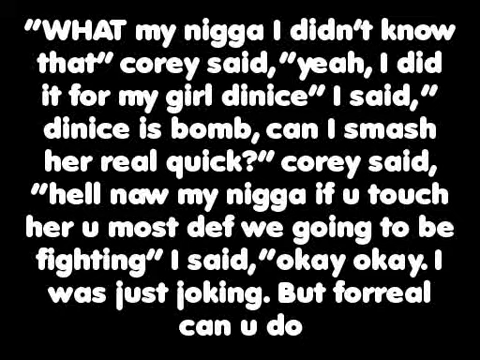 "WHAT my nigga I didn't know
that" corey said,"yeah, I did
it for my girl dinice" I said,"
dinice is bomb, can I smash
her real quick?" corey said,
"hell naw my nigga if u touch
her u most def we going to be
fighting" I said,"okay okay. I
was just joking. But forreal
can u do